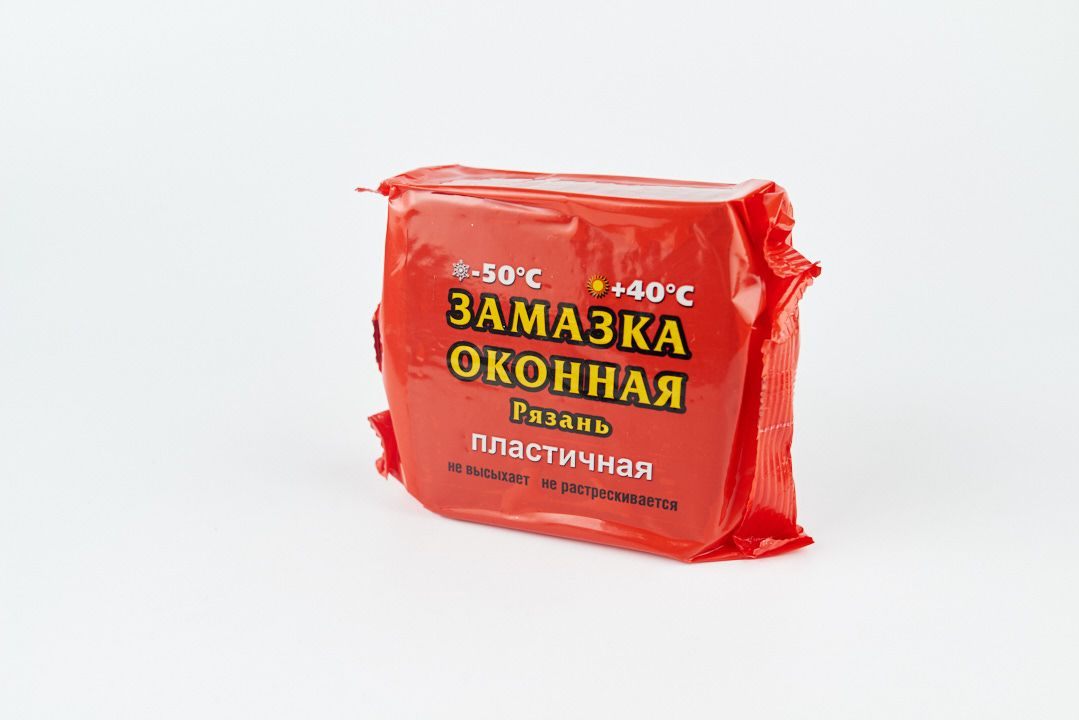 -50°C +40°C
ЗАМАЗКА
ОКОННАЯ
Рязань
пластичная
не высыхает не растрескивается